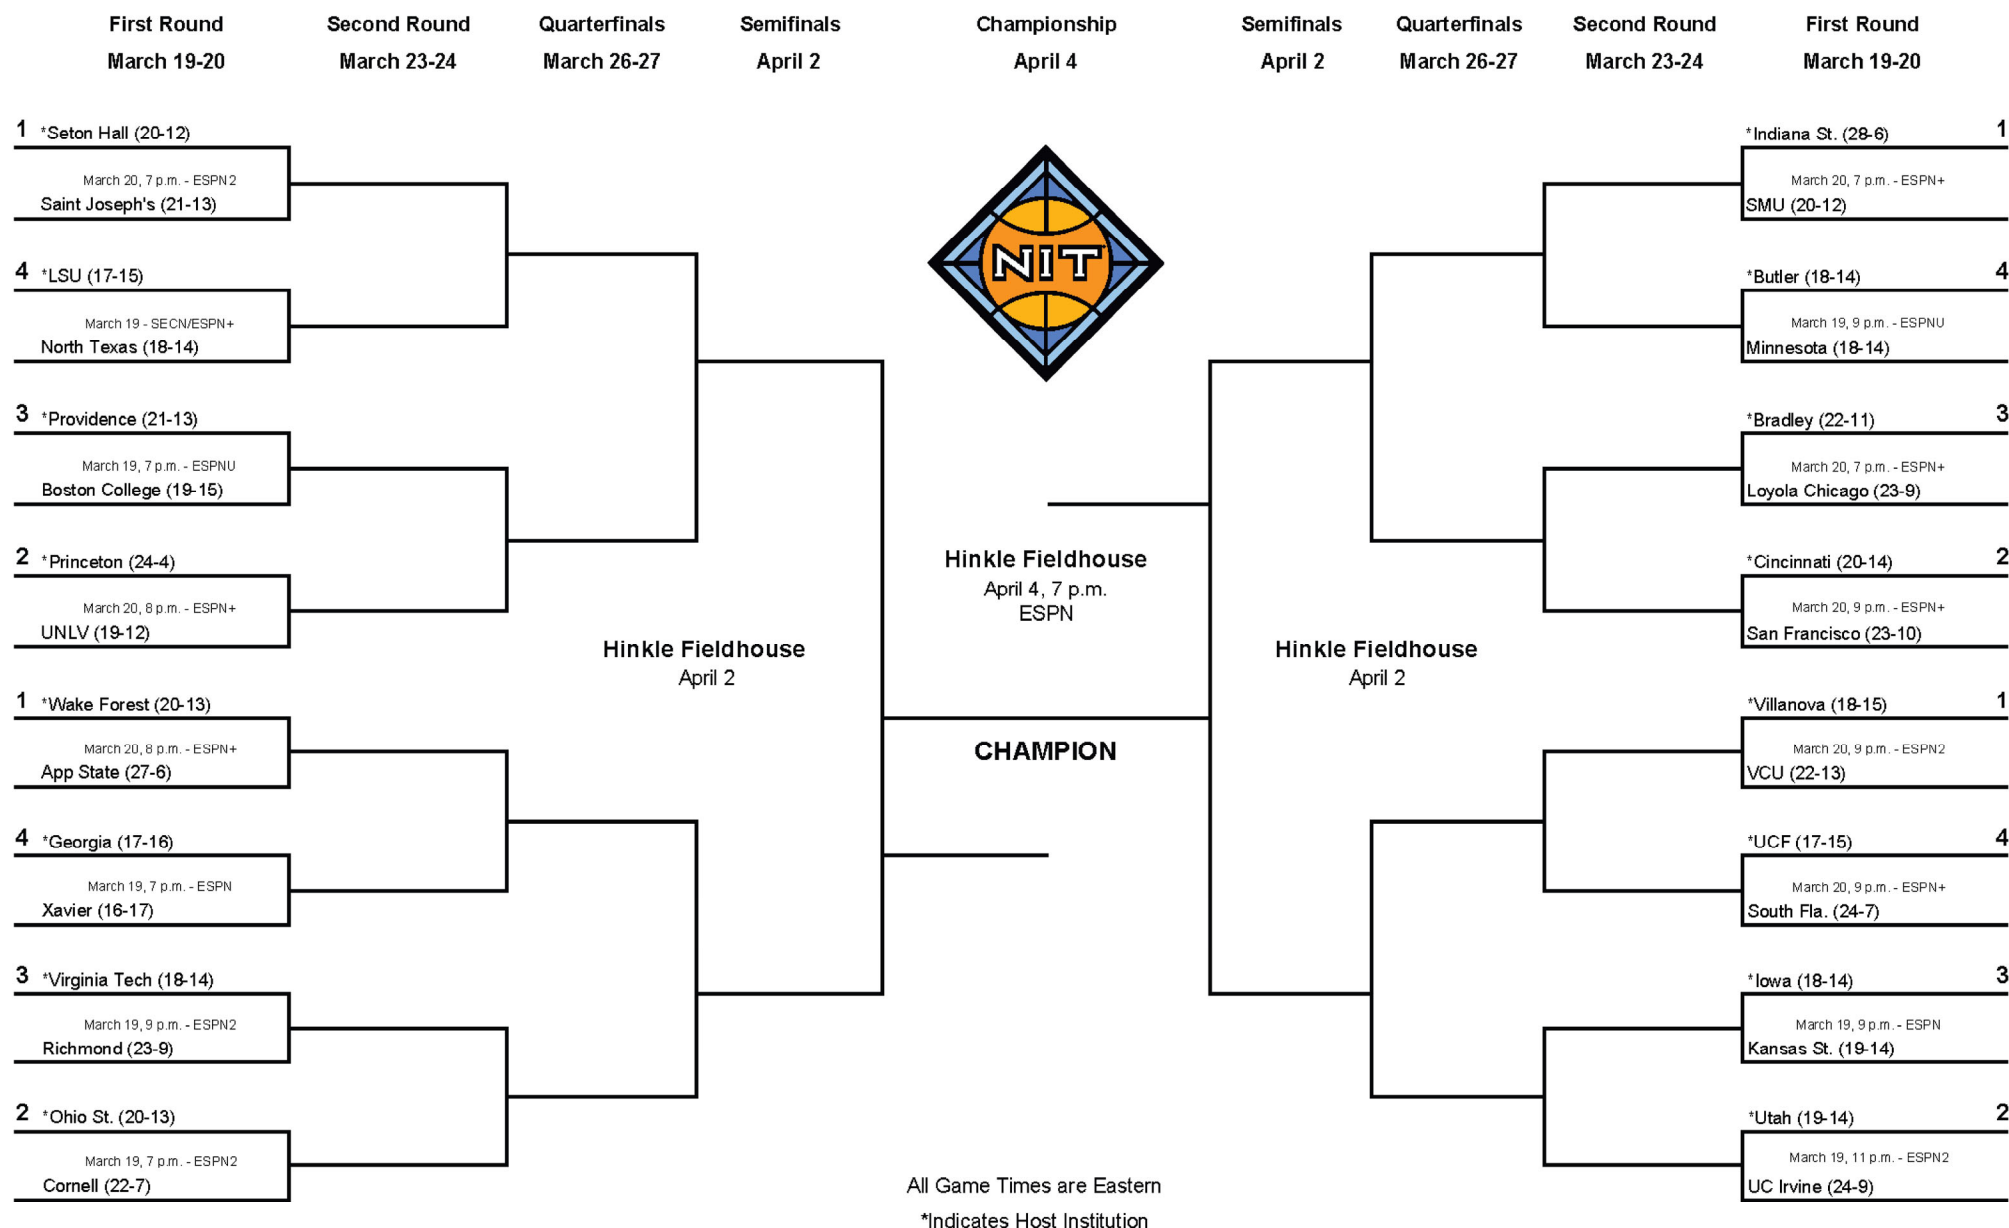 First Round
March 19-20
Second Round
March 23-24
Quarterfinals
March 26-27
Semifinals
April 2
Championship
April 4
Semifinals
April 2
Quarterfinals
March 26-27
Second Round
March 23-24
First Round
March 19-20
1 *Seton Hall (20-12)
March 20, 7 p.m. - ESPN2
Saint Joseph's (21-13)
4 *LSU (17-15)
March 19 - SECN/ESPN+
North Texas (18-14)
3 *Providence (21-13)
March 19, 7 p.m. - ESPNU
Boston College (19-15)
2 *Princeton (24-4)
March 20, 8 p.m. - ESPN+
UNLV (19-12)
1 *Wake Forest (20-13)
March 20, 8 p.m. - ESPN+
App State (27-6)
4 *Georgia (17-16)
March 19, 7 p.m. - ESPN
Xavier (16-17)
3 *Virginia Tech (18-14)
March 19, 9 p.m. - ESPN2
Richmond (23-9)
2 *Ohio St. (20-13)
March 19, 7 p.m. - ESPN2
Cornell (22-7)
Hinkle Fieldhouse
April 2
NIT
Hinkle Fieldhouse
April 4, 7 p.m.
ESPN
CHAMPION
Hinkle Fieldhouse
April 2
*Indiana St. (28-6) 1
March 20, 7 p.m. - ESPN+
SMU (20-12)
*Butler (18-14) 4
March 19, 9 p.m. - ESPNU
Minnesota (18-14)
*Bradley (22-11) 3
March 20, 7 p.m. - ESPN+
Loyola Chicago (23-9)
*Cincinnati (20-14) 2
March 20, 9 p.m. - ESPN+
San Francisco (23-10)
*Villanova (18-15) 1
March 20, 9 p.m. - ESPN2
VCU (22-13)
*UCF (17-15) 4
March 20, 9 p.m. - ESPN+
South Fla. (24-7)
*Iowa (18-14) 3
March 19, 9 p.m. - ESPN
Kansas St. (19-14)
*Utah (19-14) 2
March 19, 11 p.m. - ESPN2
UC Irvine (24-9)
All Game Times are Eastern
*Indicates Host Institution